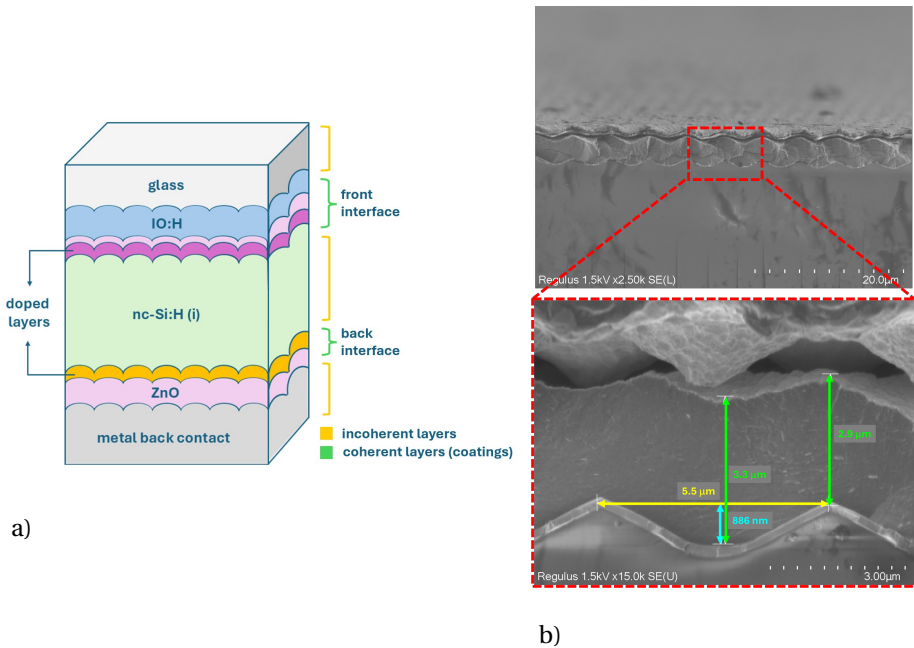 glass
IO:H
front
interface
doped
layers
nc-Si:H (i)
back
interface
ZnO
metal back contact
incoherent layers
coherent layers (coatings)
a)
Regulus 1.5kV x2.50k SE(L)
20.0µm
2.9 µm
3.3 µm
5.5 µm
886 nm
Regulus 1.5kV x15.0k SE(U)
3.00µm
b)